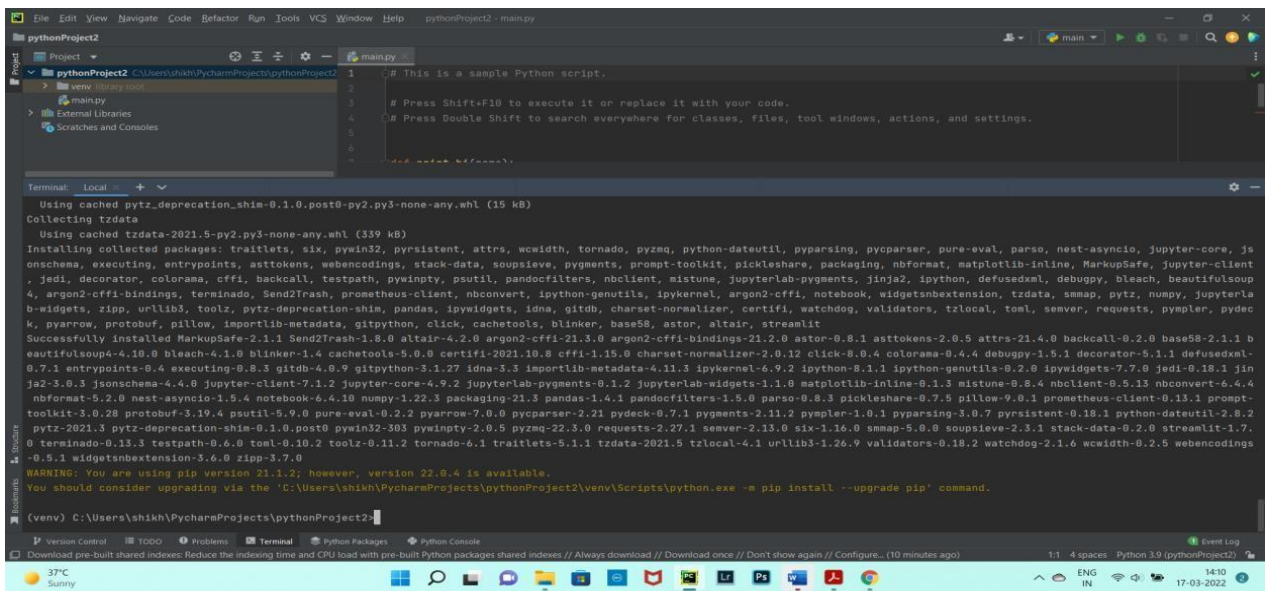 File Edit View Navigate Code Refactor Run Tools VCS Window Help pythonProject2 - main.py
pythonProject2
main
Project
main.py
pythonProject2 C:\Users\shikh\PycharmProjects\pythonProject2
venv library root
main.py
External Libraries
Scratches and Consoles
1 # This is a sample Python script.
2
3 # Press Shift+F10 to execute it or replace it with your code.
4 # Press Double Shift to search everywhere for classes, files, tool windows, actions, and settings.
5
6
def print_hi(name):
Terminal: Local
Using cached pytz_deprecation_shim-0.1.0.post0-py2.py3-none-any.whl (15 kB)
Collecting tzdata
Using cached tzdata-2021.5-py2.py3-none-any.whl (339 kB)
Installing collected packages: traitlets, six, pywin32, pyrsistent, attrs, wcwidth, tornado, pyzmq, python-dateutil, pyparsing, pycparser, pure-eval, parso, nest-asyncio, jupyter-core, js
onschema, executing, entrypoints, asttokens, webencodings, stack-data, soupsieve, pygments, prompt-toolkit, pickleshare, packaging, nbformat, matplotlib-inline, MarkupSafe, jupyter-client
, jedi, decorator, colorama, cffi, backcall, testpath, pywinpty, psutil, pandocfilters, nbclient, mistune, jupyterlab-pygments, jinja2, ipython, defusedxml, debugpy, bleach, beautifulsoup
4, argon2-cffi-bindings, terminado, Send2Trash, prometheus-client, nbconvert, ipython-genutils, ipykernel, argon2-cffi, notebook, widgetsnbextension, tzdata, smmap, pytz, numpy, jupyterla
b-widgets, zipp, urllib3, toolz, pytz-deprecation-shim, pandas, ipywidgets, idna, gitdb, charset-normalizer, certifi, watchdog, validators, tzlocal, toml, semver, requests, pympler, pydec
k, pyarrow, protobuf, pillow, importlib-metadata, gitpython, click, cachetools, blinker, base58, astor, altair, streamlit
Successfully installed MarkupSafe-2.1.1 Send2Trash-1.8.0 altair-4.2.0 argon2-cffi-21.3.0 argon2-cffi-bindings-21.2.0 astor-0.8.1 asttokens-2.0.5 attrs-21.4.0 backcall-0.2.0 base58-2.1.1 b
eautifulsoup4-4.10.0 bleach-4.1.0 blinker-1.4 cachetools-5.0.0 certifi-2021.10.8 cffi-1.15.0 charset-normalizer-2.0.12 click-8.0.4 colorama-0.4.4 debugpy-1.5.1 decorator-5.1.1 defusedxml-
0.7.1 entrypoints-0.4 executing-0.8.3 gitdb-4.0.9 gitpython-3.1.27 idna-3.3 importlib-metadata-4.11.3 ipykernel-6.9.2 ipython-8.1.1 ipython-genutils-0.2.0 ipywidgets-7.7.0 jedi-0.18.1 jin
ja2-3.0.3 jsonschema-4.4.0 jupyter-client-7.1.2 jupyter-core-4.9.2 jupyterlab-pygments-0.1.2 jupyterlab-widgets-1.1.0 matplotlib-inline-0.1.3 mistune-0.8.4 nbclient-0.5.13 nbconvert-6.4.4
nbformat-5.2.0 nest-asyncio-1.5.4 notebook-6.4.10 numpy-1.22.3 packaging-21.3 pandas-1.4.1 pandocfilters-1.5.0 parso-0.8.3 pickleshare-0.7.5 pillow-9.0.1 prometheus-client-0.13.1 prompt-
toolkit-3.0.28 protobuf-3.19.4 psutil-5.9.0 pure-eval-0.2.2 pyarrow-7.0.0 pycparser-2.21 pydeck-0.7.1 pygments-2.11.2 pympler-1.0.1 pyparsing-3.0.7 pyrsistent-0.18.1 python-dateutil-2.8.2
pytz-2021.3 pytz-deprecation-shim-0.1.0.post0 pywin32-303 pywinpty-2.0.5 pyzmq-22.3.0 requests-2.27.1 semver-2.13.0 six-1.16.0 smmap-5.0.0 soupsieve-2.3.1 stack-data-0.2.0 streamlit-1.7.
0 terminado-0.13.3 testpath-0.6.0 toml-0.10.2 toolz-0.11.2 tornado-6.1 traitlets-5.1.1 tzdata-2021.5 tzlocal-4.1 urllib3-1.26.9 validators-0.18.2 watchdog-2.1.6 wcwidth-0.2.5 webencodings
-0.5.1 widgetsnbextension-3.6.0 zipp-3.7.0
WARNING: You are using pip version 21.1.2; however, version 22.0.4 is available.
You should consider upgrading via the 'C:\Users\shikh\PycharmProjects\pythonProject2\venv\Scripts\python.exe -m pip install --upgrade pip' command.
(venv) C:\Users\shikh\PycharmProjects\pythonProject2>
Structure
Bookmarks
Version Control TODO Problems Terminal Python Packages Python Console
1 Event Log
Download pre-built shared indexes: Reduce the indexing time and CPU load with pre-built Python packages shared indexes // Always download // Download once // Don't show again // Configure... (10 minutes ago)
1:1 4 spaces Python 3.9 (pythonProject2)
37°C
Sunny
Lr Ps
ENG
IN
14:10
17-03-2022
2